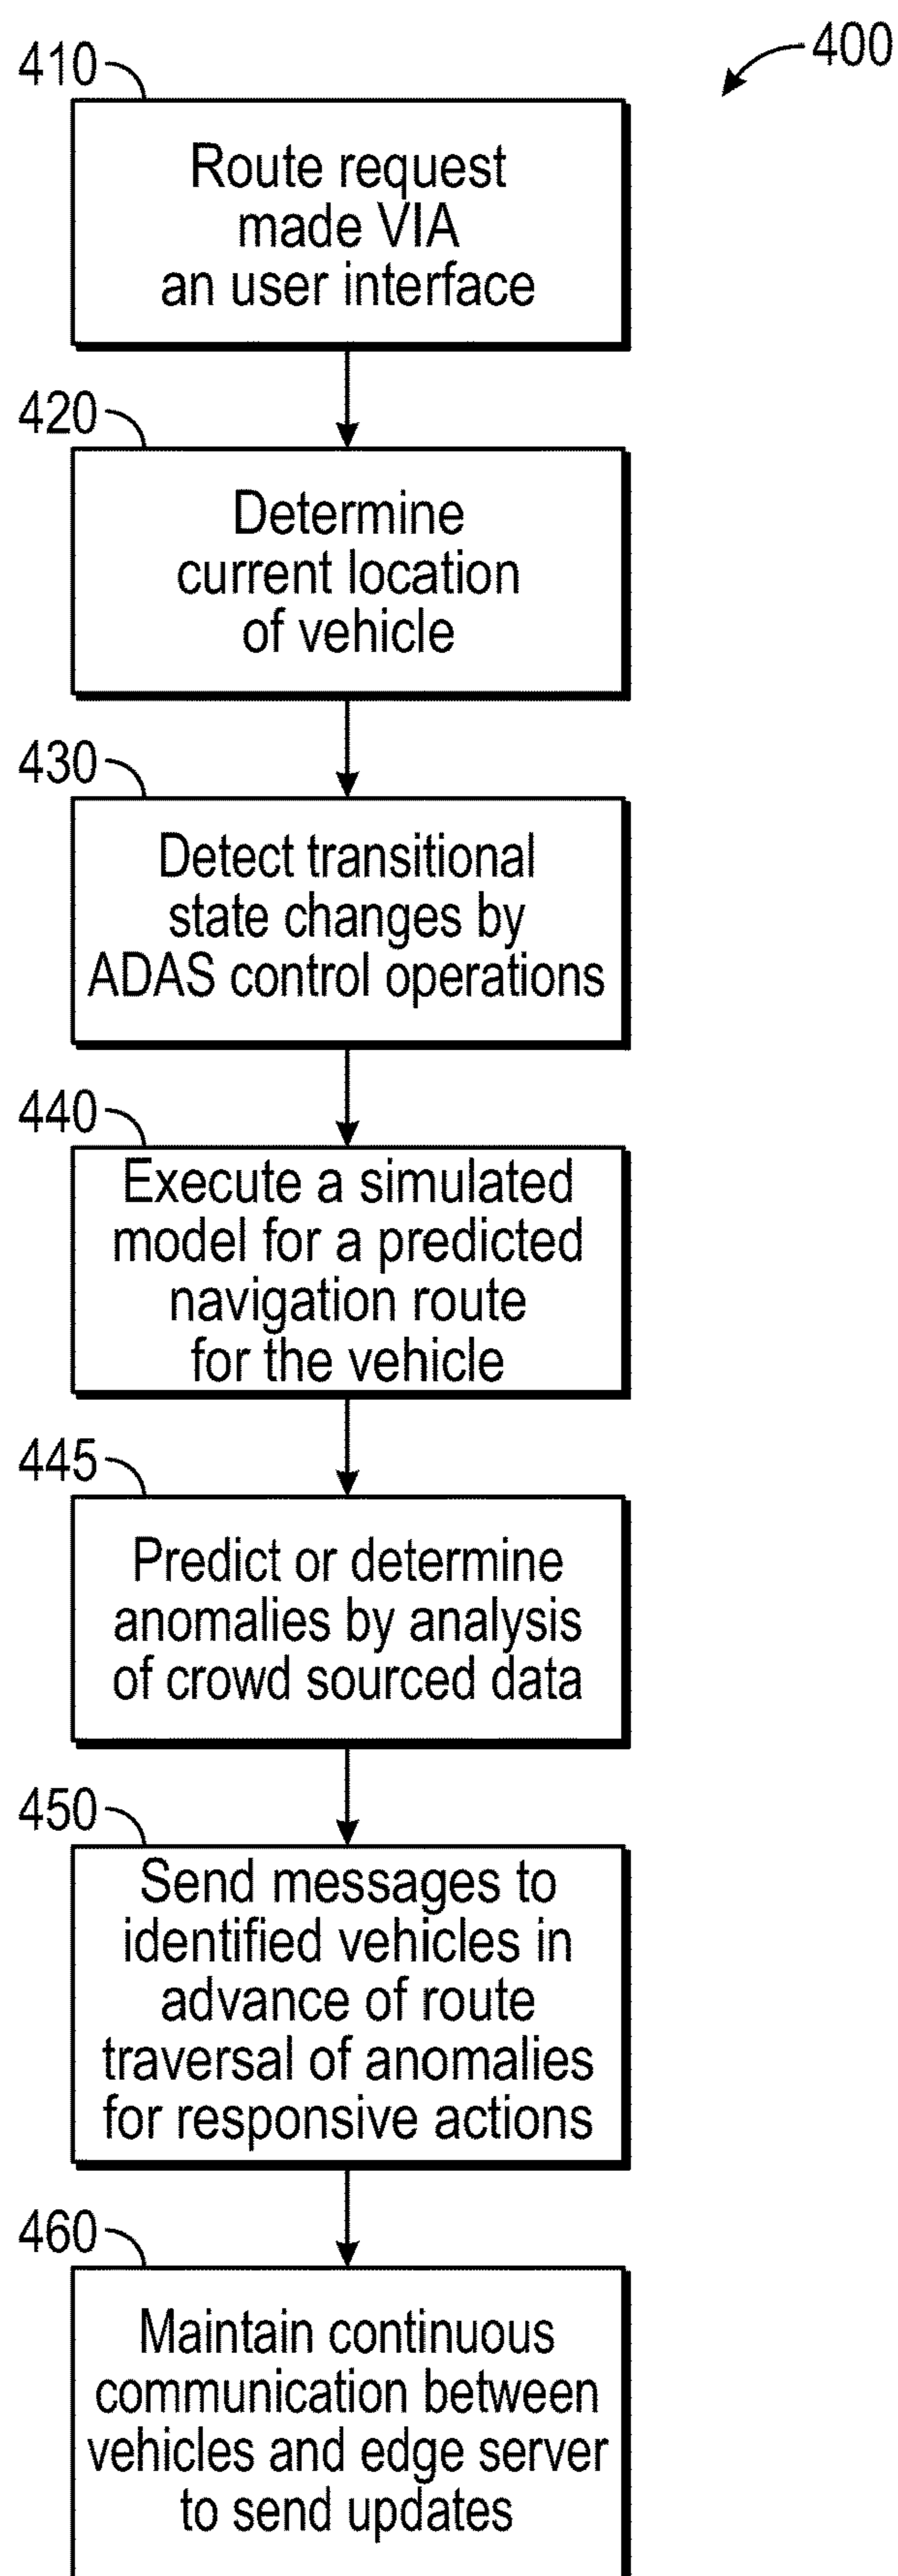 400
410
Route request
made VIA
an user interface
420
Determine
current location
of vehicle
430
Detect transitional
state changes by
ADAS control operations
440
Execute a simulated
model for a predicted
navigation route
for the vehicle
445
Predict or determine
anomalies by analysis
of crowd sourced data
450
Send messages to
identified vehicles in
advance of route
traversal of anomalies
for responsive actions
460
Maintain continuous
communication between
vehicles and edge server
to send updates